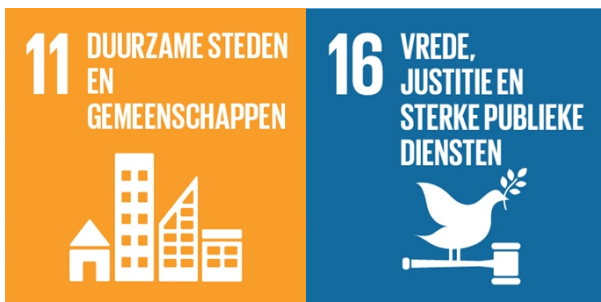 11
DUURZAME STEDEN
EN
GEMEENSCHAPPEN
16
VREDE,
JUSTITIE EN
STERKE PUBLIEKE
DIENSTEN